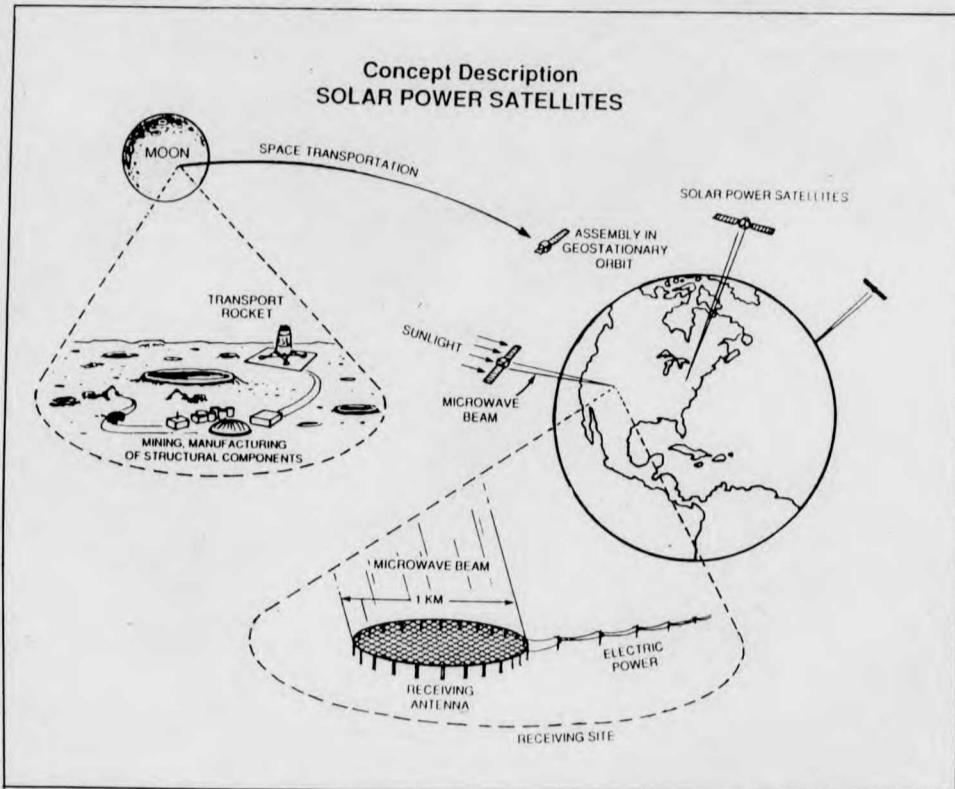 Concept Description
SOLAR POWER SATELLITES
MOON
SPACE TRANSPORTATION
SOLAR POWER SATELLITES
ASSEMBLY IN
GEOSTATIONARY
ORBIT
TRANSPORT
ROCKET
SUNLIGHT
MICROWAVE
BEAM
MINING, MANUFACTURING
OF STRUCTURAL COMPONENTS
MICROWAVE BEAM
1 KM
ELECTRIC
POWER
RECEIVING
ANTENNA
RECEIVING SITE